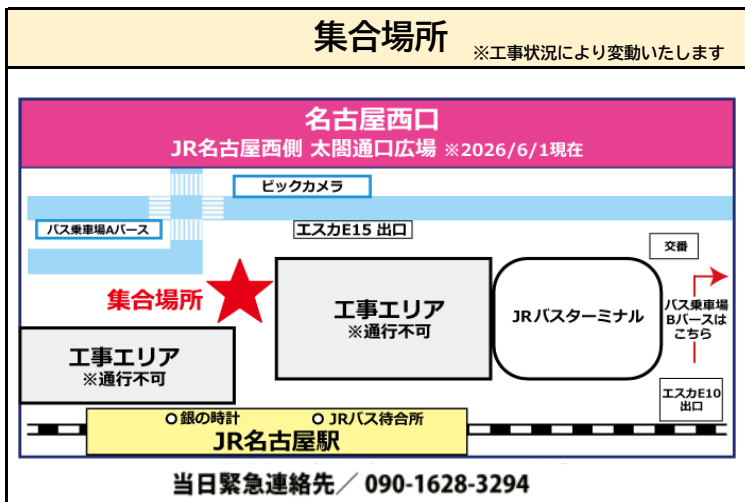 集合場所 ※工事状況により変動いたします
名古屋西口
JR名古屋西側 太閤通口広場 ※2026/6/1現在
ビックカメラ
バス乗車場Aバース
エスカE15 出口
交番
集合場所
工事エリア
※通行不可
JRバスターミナル
バス乗車場
Bバースは
こちら
工事エリア
※通行不可
エスカE10
出口
銀の時計
JRバス待合所
JR名古屋駅
当日緊急連絡先／ 090-1628-3294